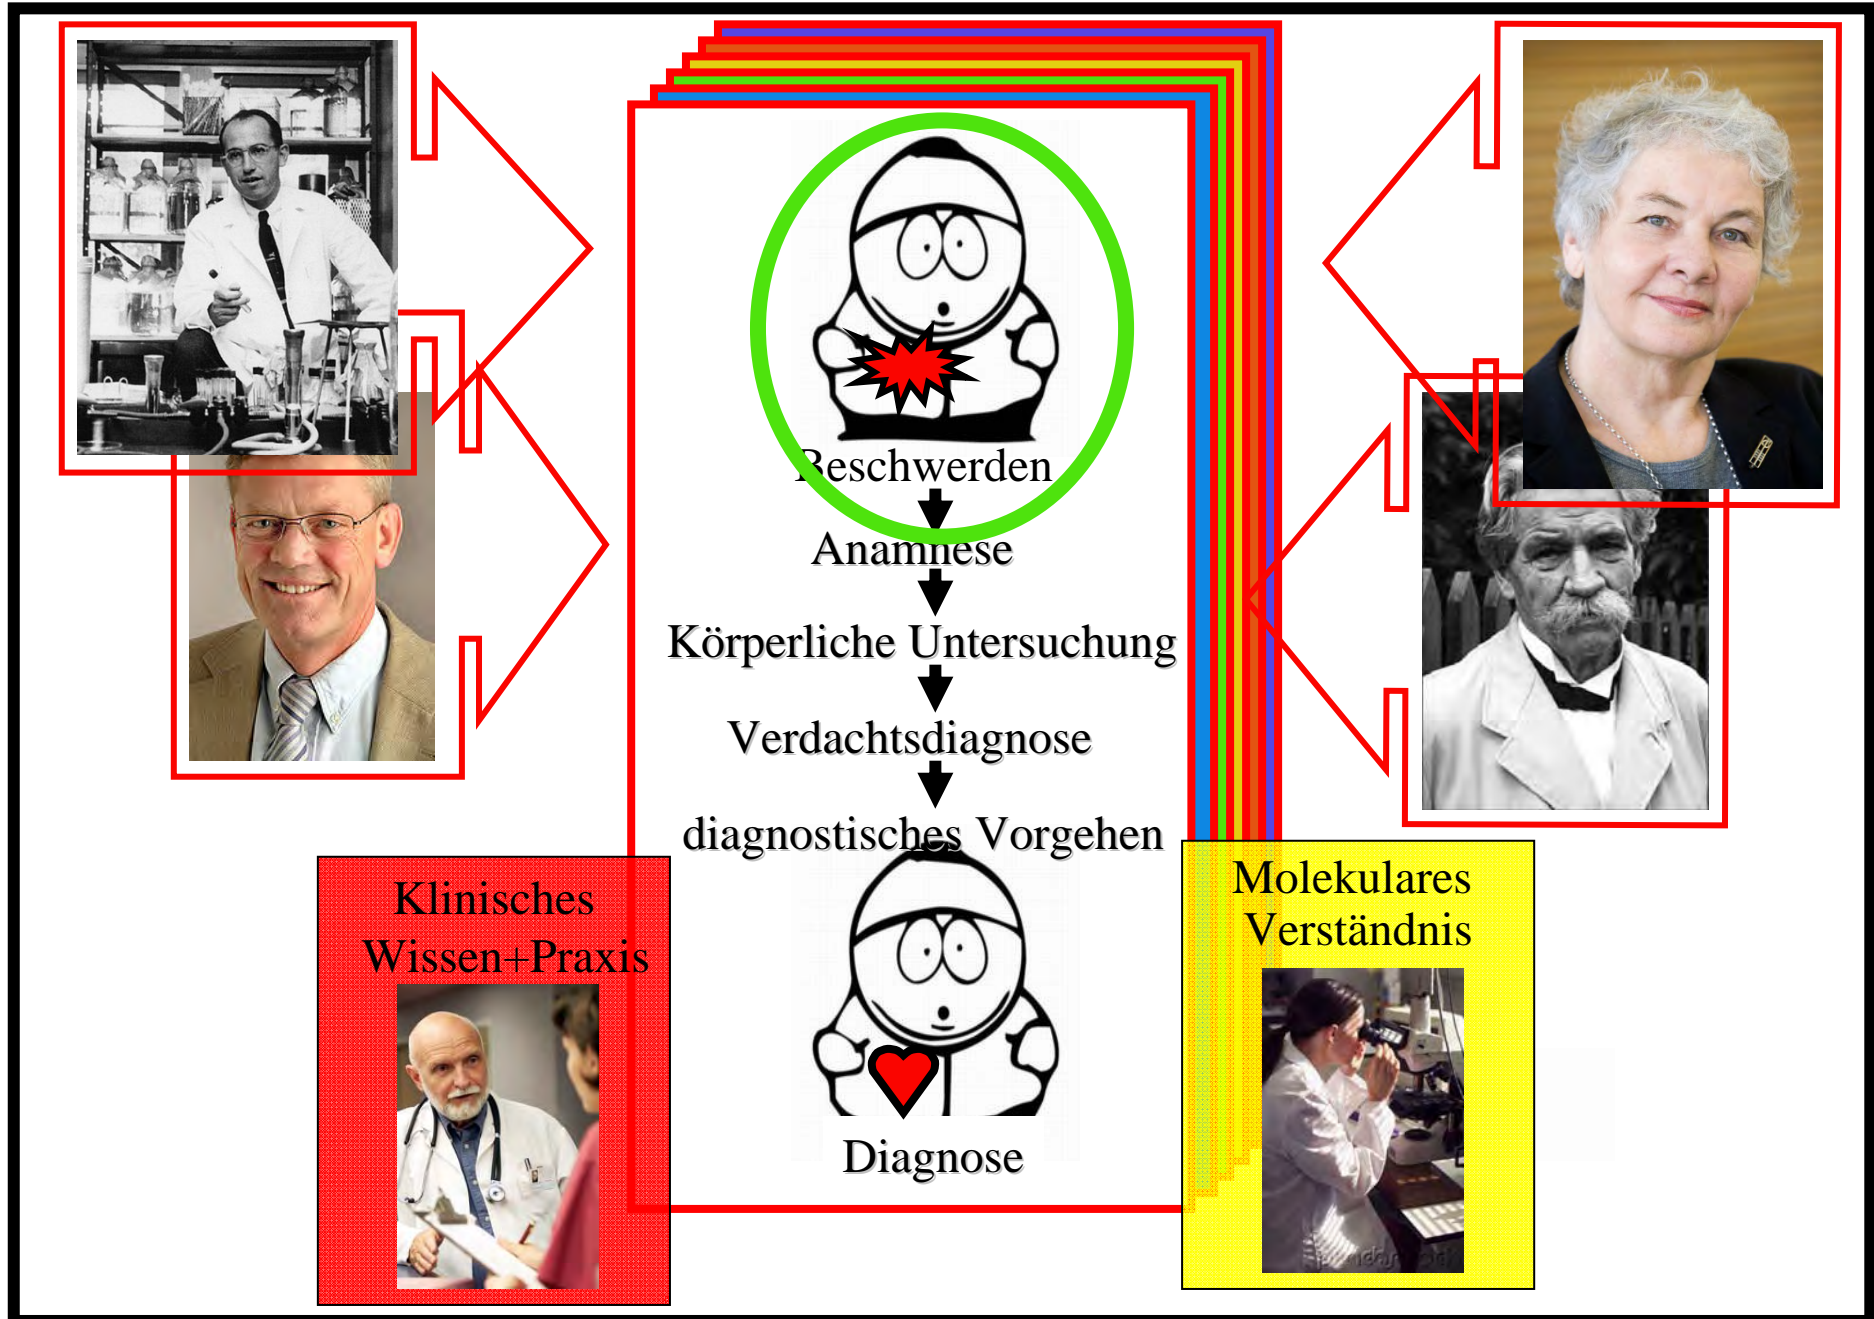 Beschwerden
Anamnese
Körperliche Untersuchung
Verdachtsdiagnose
diagnostisches Vorgehen
Diagnose
Klinisches
Wissen+Praxis
Molekulares
Verständnis